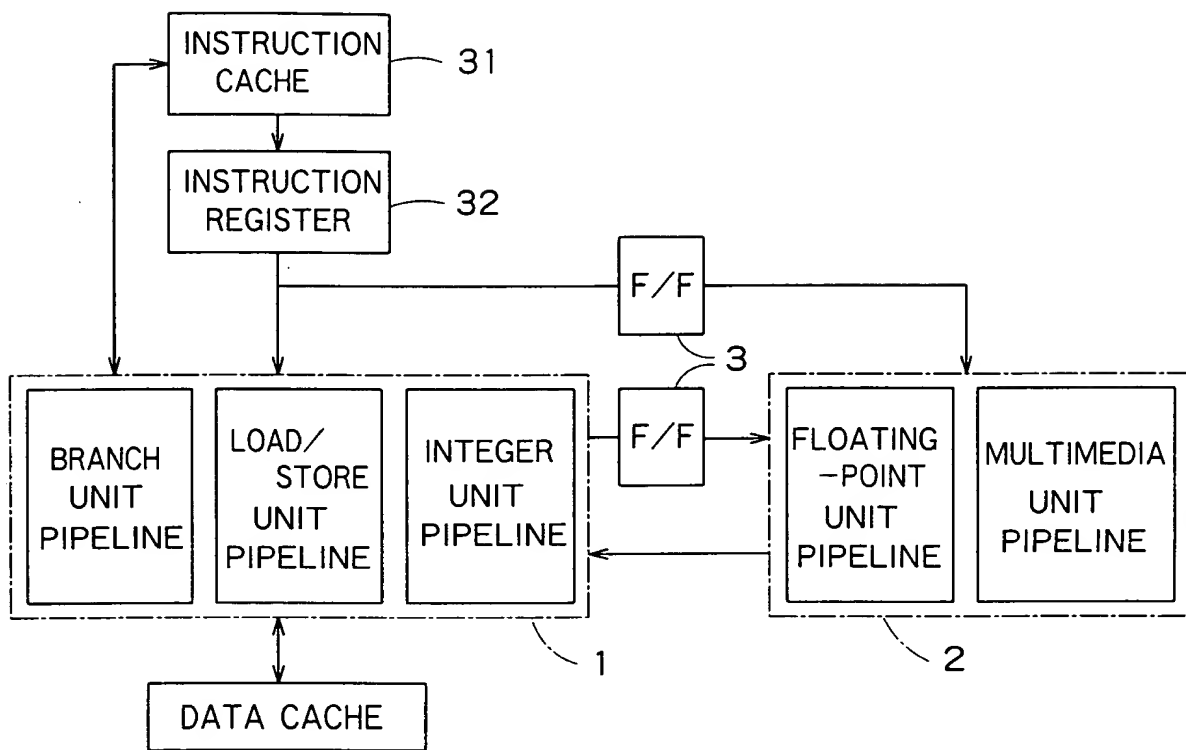 INSTRUCTION
CACHE
31
INSTRUCTION
REGISTER
32
F/F
3
F/F
BRANCH
UNIT
PIPELINE
LOAD/
STORE
UNIT
PIPELINE
INTEGER
UNIT
PIPELINE
FLOATING
-POINT
UNIT
PIPELINE
MULTIMEDIA
UNIT
PIPELINE
1
2
DATA CACHE